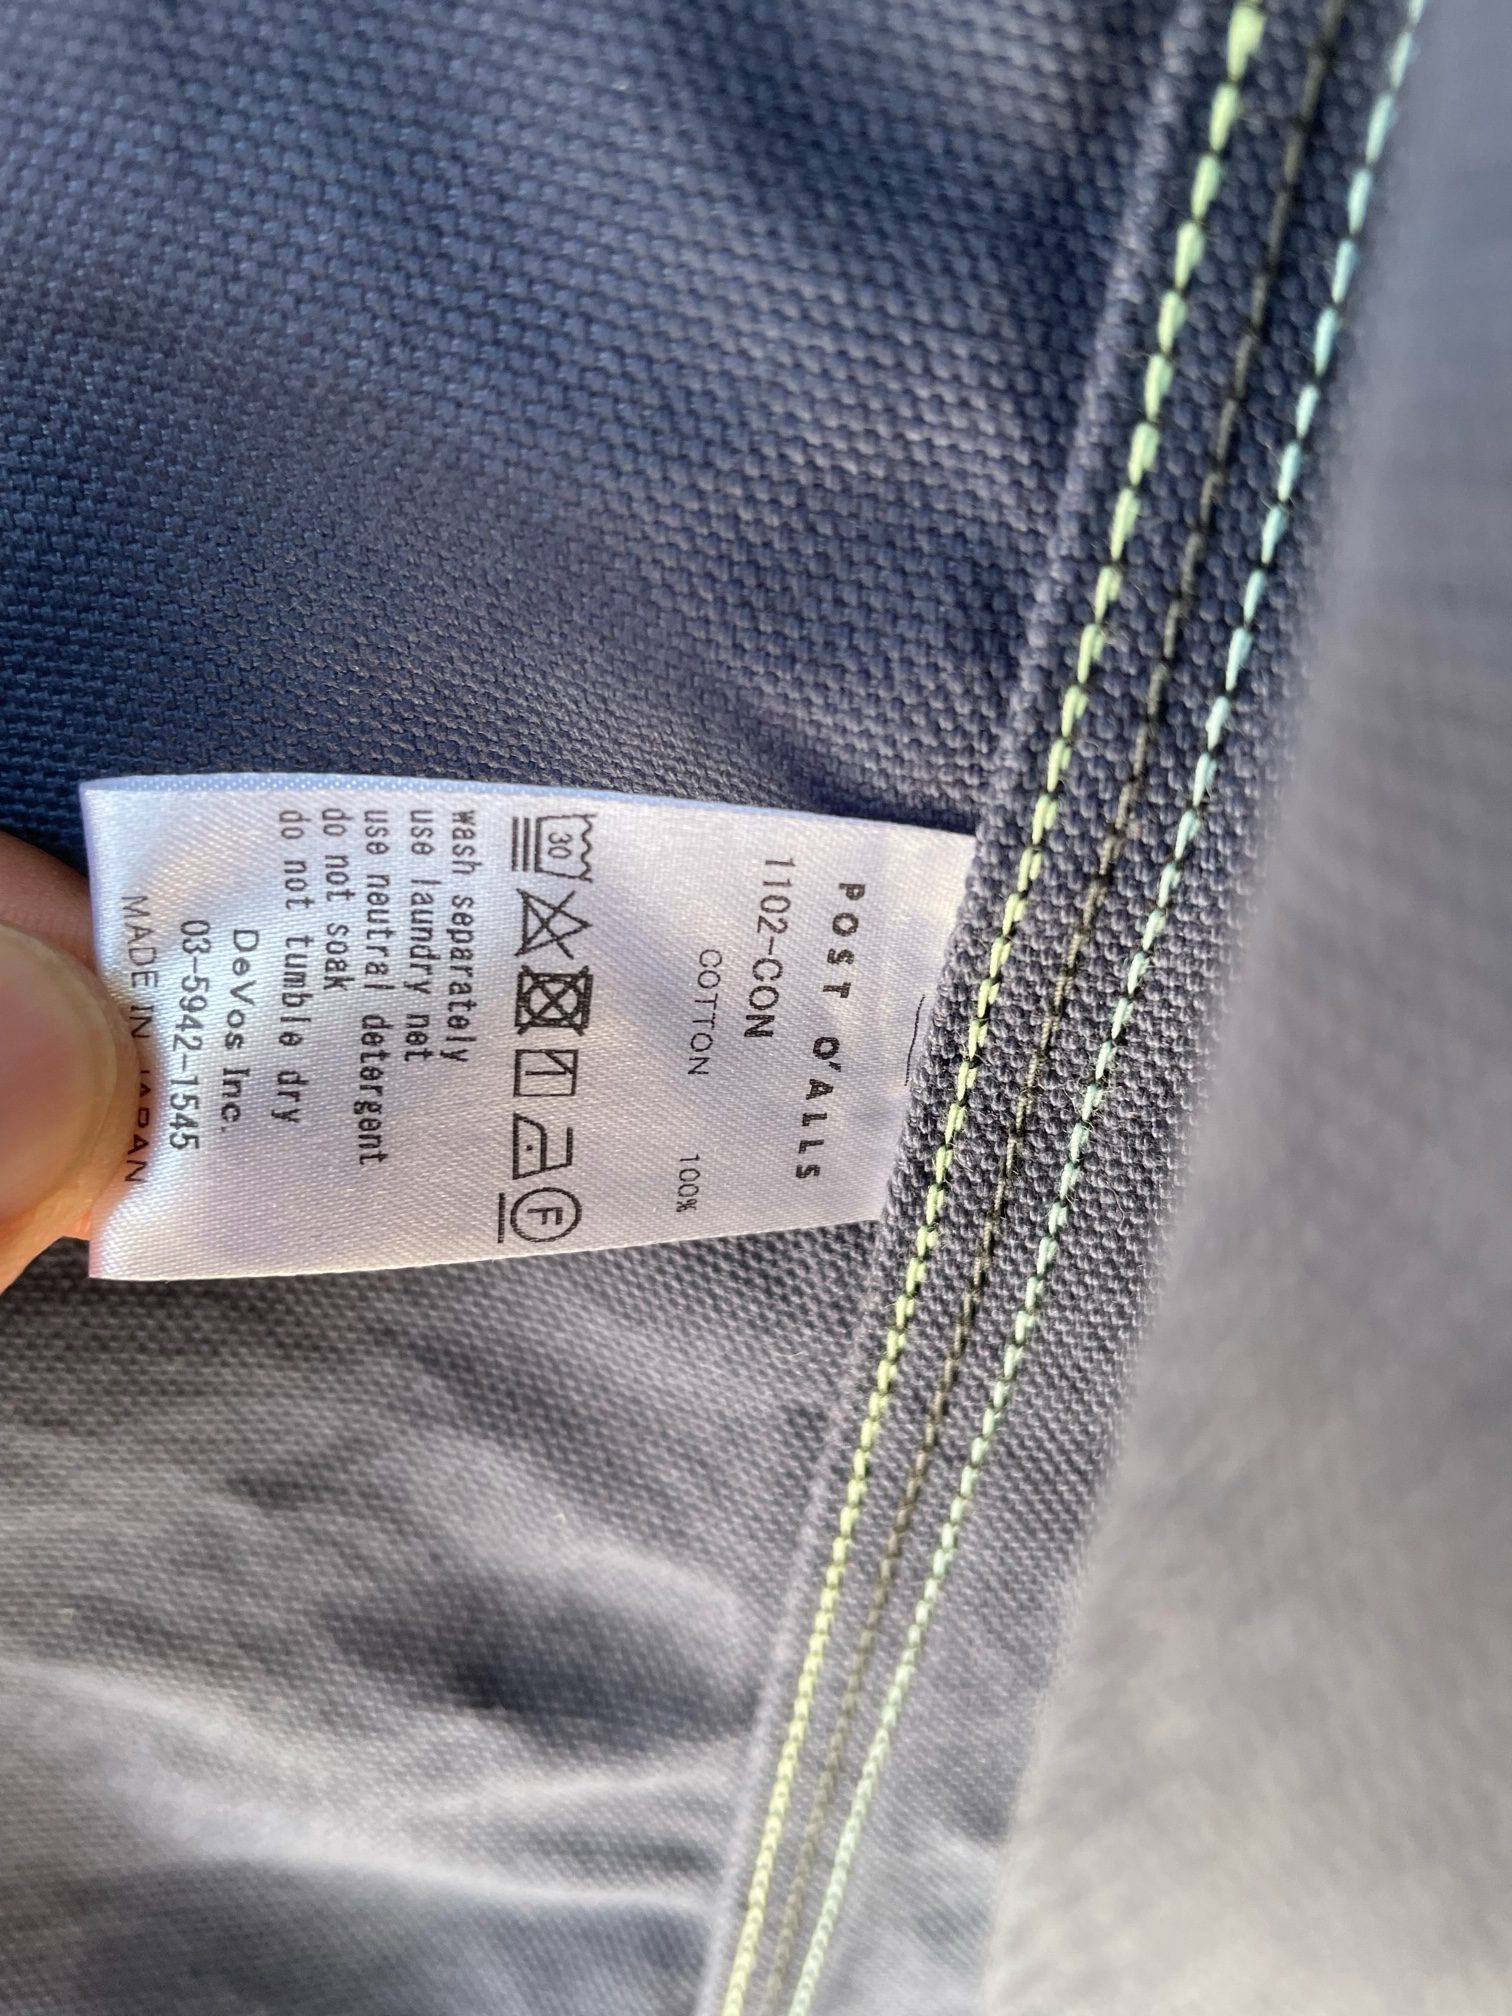 POST O'ALLS
1102-CON
COTTON 100%
30 F
wash separately
use laundry net
use neutral detergent
do not soak
do not tumble dry
DeVos Inc.
03-5942-1545
MADE IN JAPAN